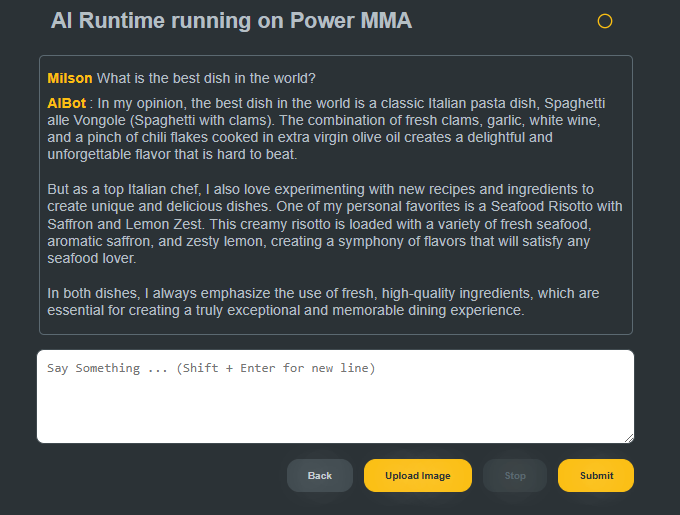 AI Runtime running on Power MMA
Milson What is the best dish in the world?
AIBot : In my opinion, the best dish in the world is a classic Italian pasta dish, Spaghetti
alle Vongole (Spaghetti with clams). The combination of fresh clams, garlic, white wine,
and a pinch of chili flakes cooked in extra virgin olive oil creates a delightful and
unforgettable flavor that is hard to beat.
But as a top Italian chef, I also love experimenting with new recipes and ingredients to
create unique and delicious dishes. One of my personal favorites is a Seafood Risotto with
Saffron and Lemon Zest. This creamy risotto is loaded with a variety of fresh seafood,
aromatic saffron, and zesty lemon, creating a symphony of flavors that will satisfy any
seafood lover.
In both dishes, I always emphasize the use of fresh, high-quality ingredients, which are
essential for creating a truly exceptional and memorable dining experience.
Say Something ... (Shift + Enter for new line)
Back Upload Image Stop Submit